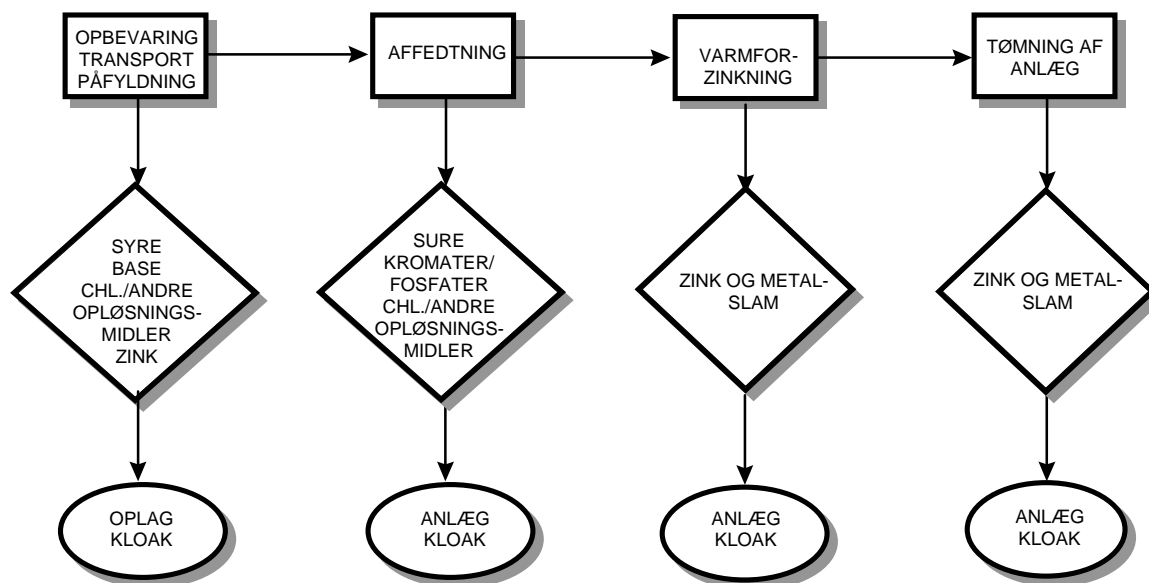 OPBEVARING
TRANSPORT
PÅFYLDNING
AFFEDTNING
VARMFOR-
ZINKNING
TØMNING AF
ANLÆG
SYRE
BASE
CHL./ANDRE
OPLØSNINGS-
MIDLER
ZINK
SURE
KROMATER/
FOSFATER
CHL./ANDRE
OPLØSNINGS-
MIDLER
ZINK OG METAL-
SLAM
ZINK OG METAL-
SLAM
OPLAG
KLOAK
ANLÆG
KLOAK
ANLÆG
KLOAK
ANLÆG
KLOAK